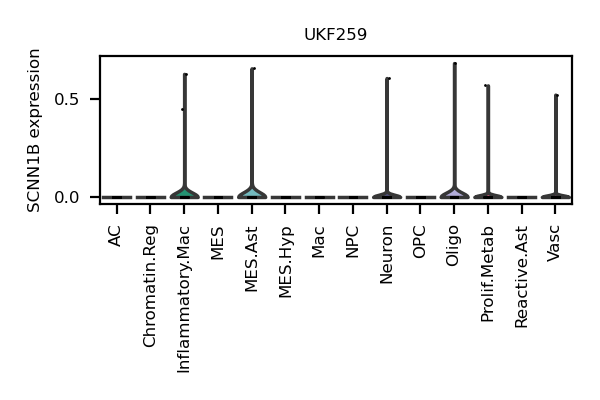 UKF259
SCNN1B expression
0.5
0.0
AC
Chromatin.Reg
Inflammatory.Mac
MES
MES.Ast
MES.Hyp
Mac
NPC
Neuron
OPC
Oligo
Prolif.Metab
Reactive.Ast
Vasc